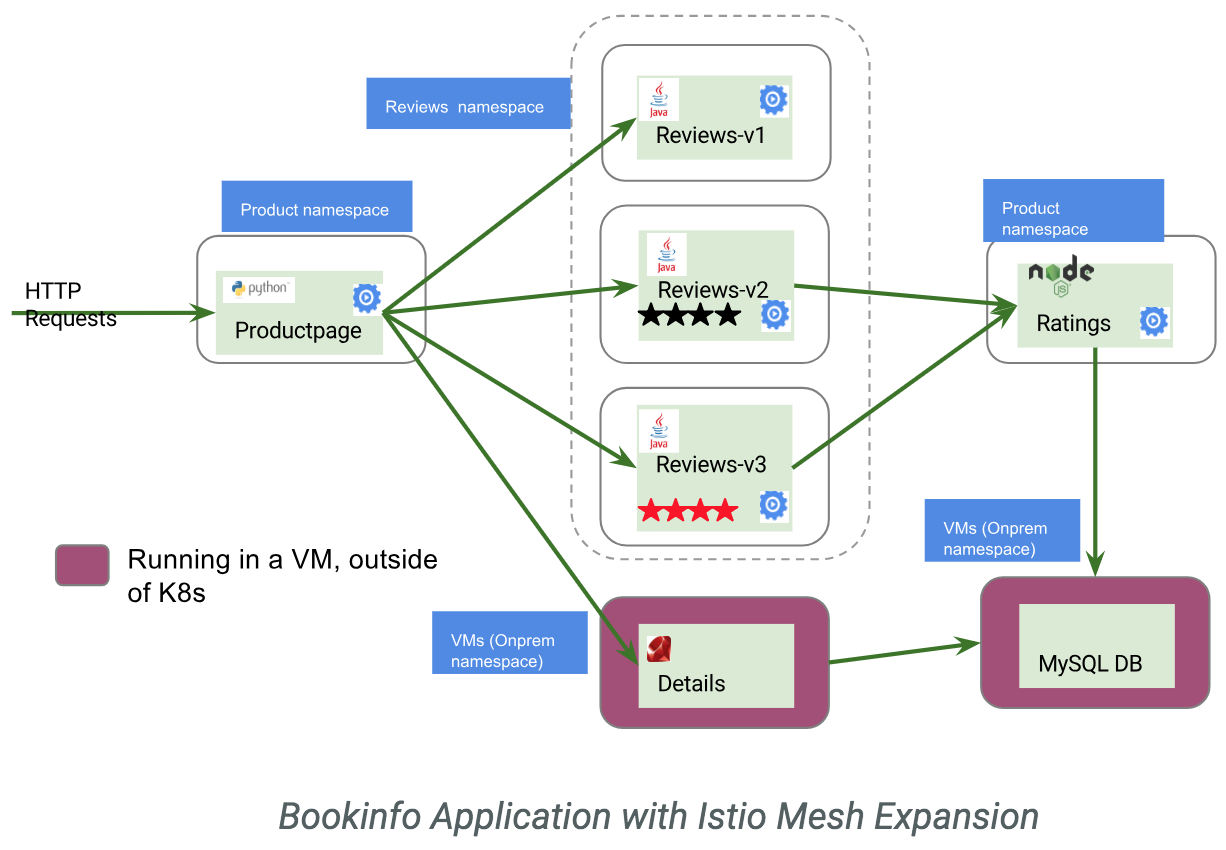 Reviews namespace
Java
Reviews-v1
Product namespace
Product
namespace
HTTP
Requests
python
Productpage
Java
Reviews-v2
node
JS
Ratings
Java
Reviews-v3
VMs (Onprem
namespace)
Running in a VM, outside
of K8s
VMs (Onprem
namespace)
Details
MySQL DB
Bookinfo Application with Istio Mesh Expansion